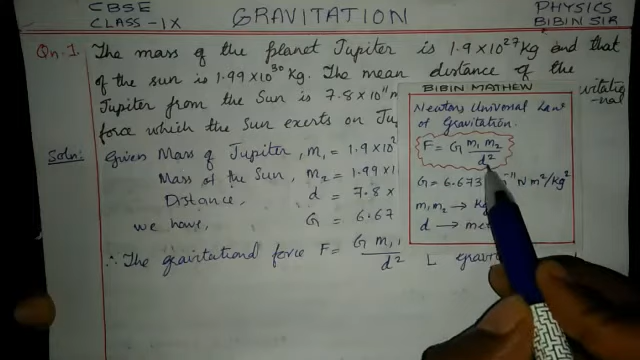 CBSE
CLASS - IX
GRAVITATION
PHYSICS
BIBIN SIR
Qn.1. The mass of the planet Jupiter is 1.9 × 10²⁷ kg and that
of the sun is 1.99 × 10³⁰ kg. The mean distance of the
Jupiter from the Sun is 7.8 × 10¹¹
force which the Sun exerts on
Soln: Given Mass of Jupiter, m₁ = 1.9 × 10²
Mass of the Sun, m₂ = 1.99 ×
Distance, d = 7.8 ×
we have, G = 6.67
∴ The gravitational force F = G m₁ / d²
BIBIN MATHEW
Newtons Universal Law
of Gravitation.
F = G m₁ m₂ / d²
G = 6.673 ⁻¹¹ N m²/kg²
m₁, m₂ → kg
d →